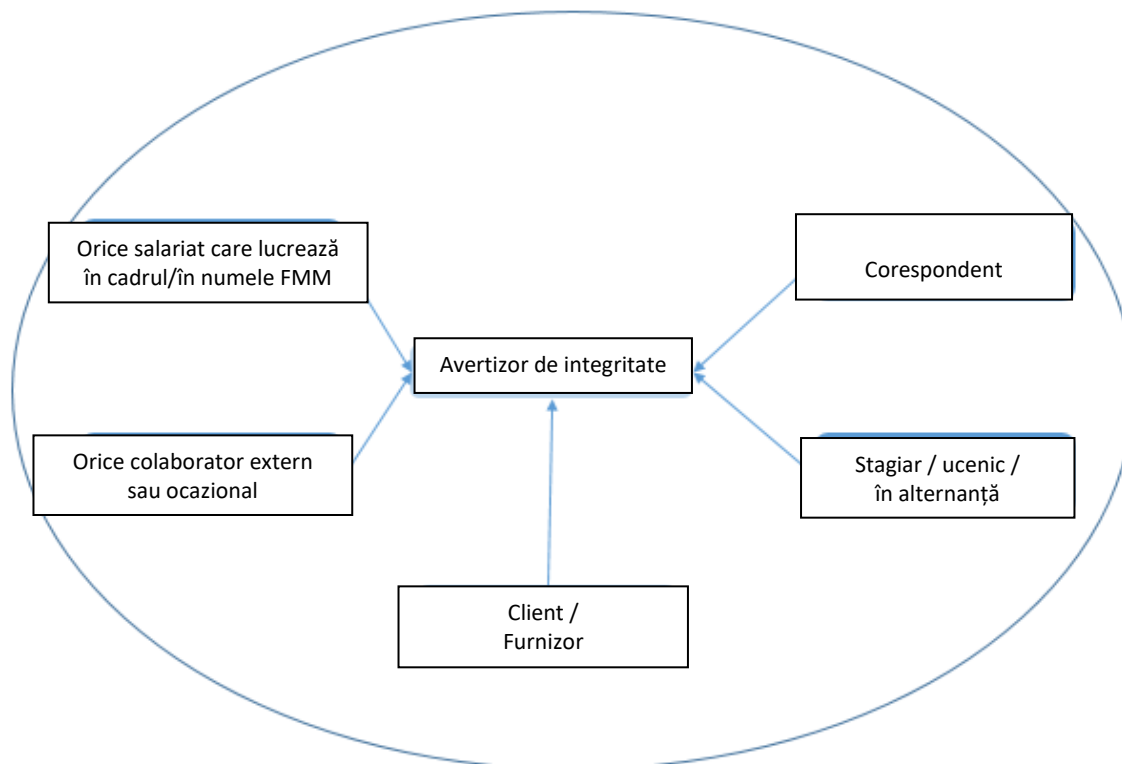 Orice salariat care lucrează
în cadrul/în numele FMM
Corespondent
Avertizor de integritate
Orice colaborator extern
sau ocazional
Stagiar / ucenic /
în alternanță
Client /
Furnizor